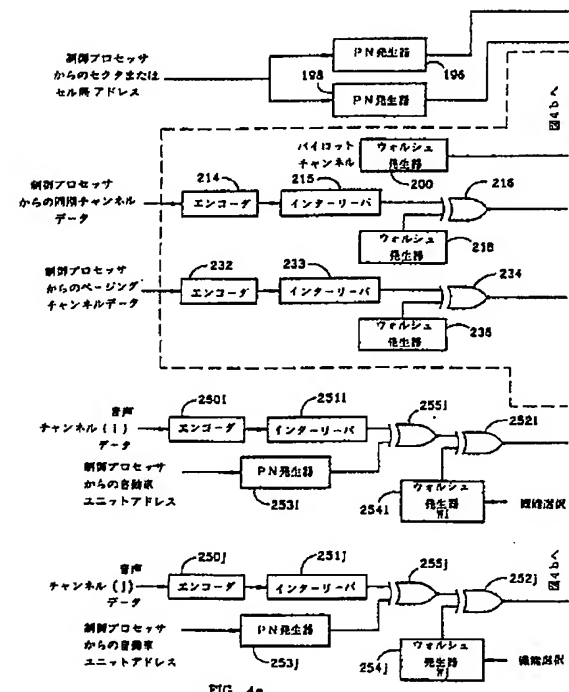 制御プロセッサ
からのセクタまたは
セル局アドレス
PN発生器
196
198
PN発生器
図4bへ
パイロット
チャンネル
ウォルシュ
発生器
200
制御プロセッサ
からの同期チャンネル
データ
214
エンコーダ
215
インターリーバ
216
ウォルシュ
発生器
218
制御プロセッサ
からのページング
チャンネルデータ
232
エンコーダ
233
インターリーバ
234
ウォルシュ
発生器
236
音声
チャンネル(i)
データ
250i
エンコーダ
251i
インターリーバ
255i
252i
制御プロセッサ
からの自動車
ユニットアドレス
PN発生器
253i
254i
ウォルシュ
発生器
Wi
機能選択
音声
チャンネル(j)
データ
250j
エンコーダ
251j
インターリーバ
255j
252j
図4bへ
制御プロセッサ
からの自動車
ユニットアドレス
PN発生器
253j
254j
ウォルシュ
発生器
Wj
機能選択
FIG. 4a